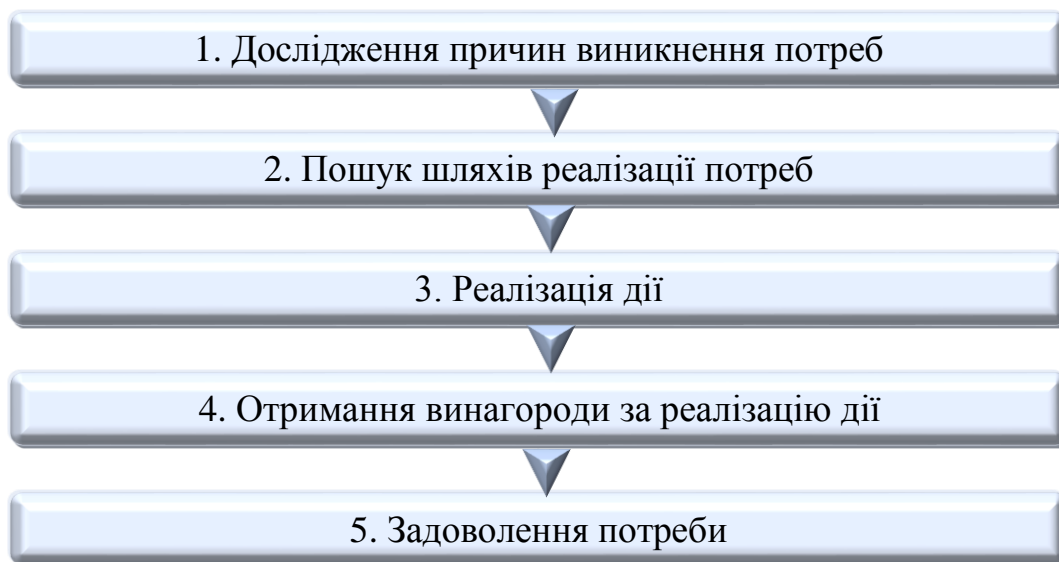 1. Дослідження причин виникнення потреб
2. Пошук шляхів реалізації потреб
3. Реалізація дії
4. Отримання винагороди за реалізацію дії
5. Задоволення потреби